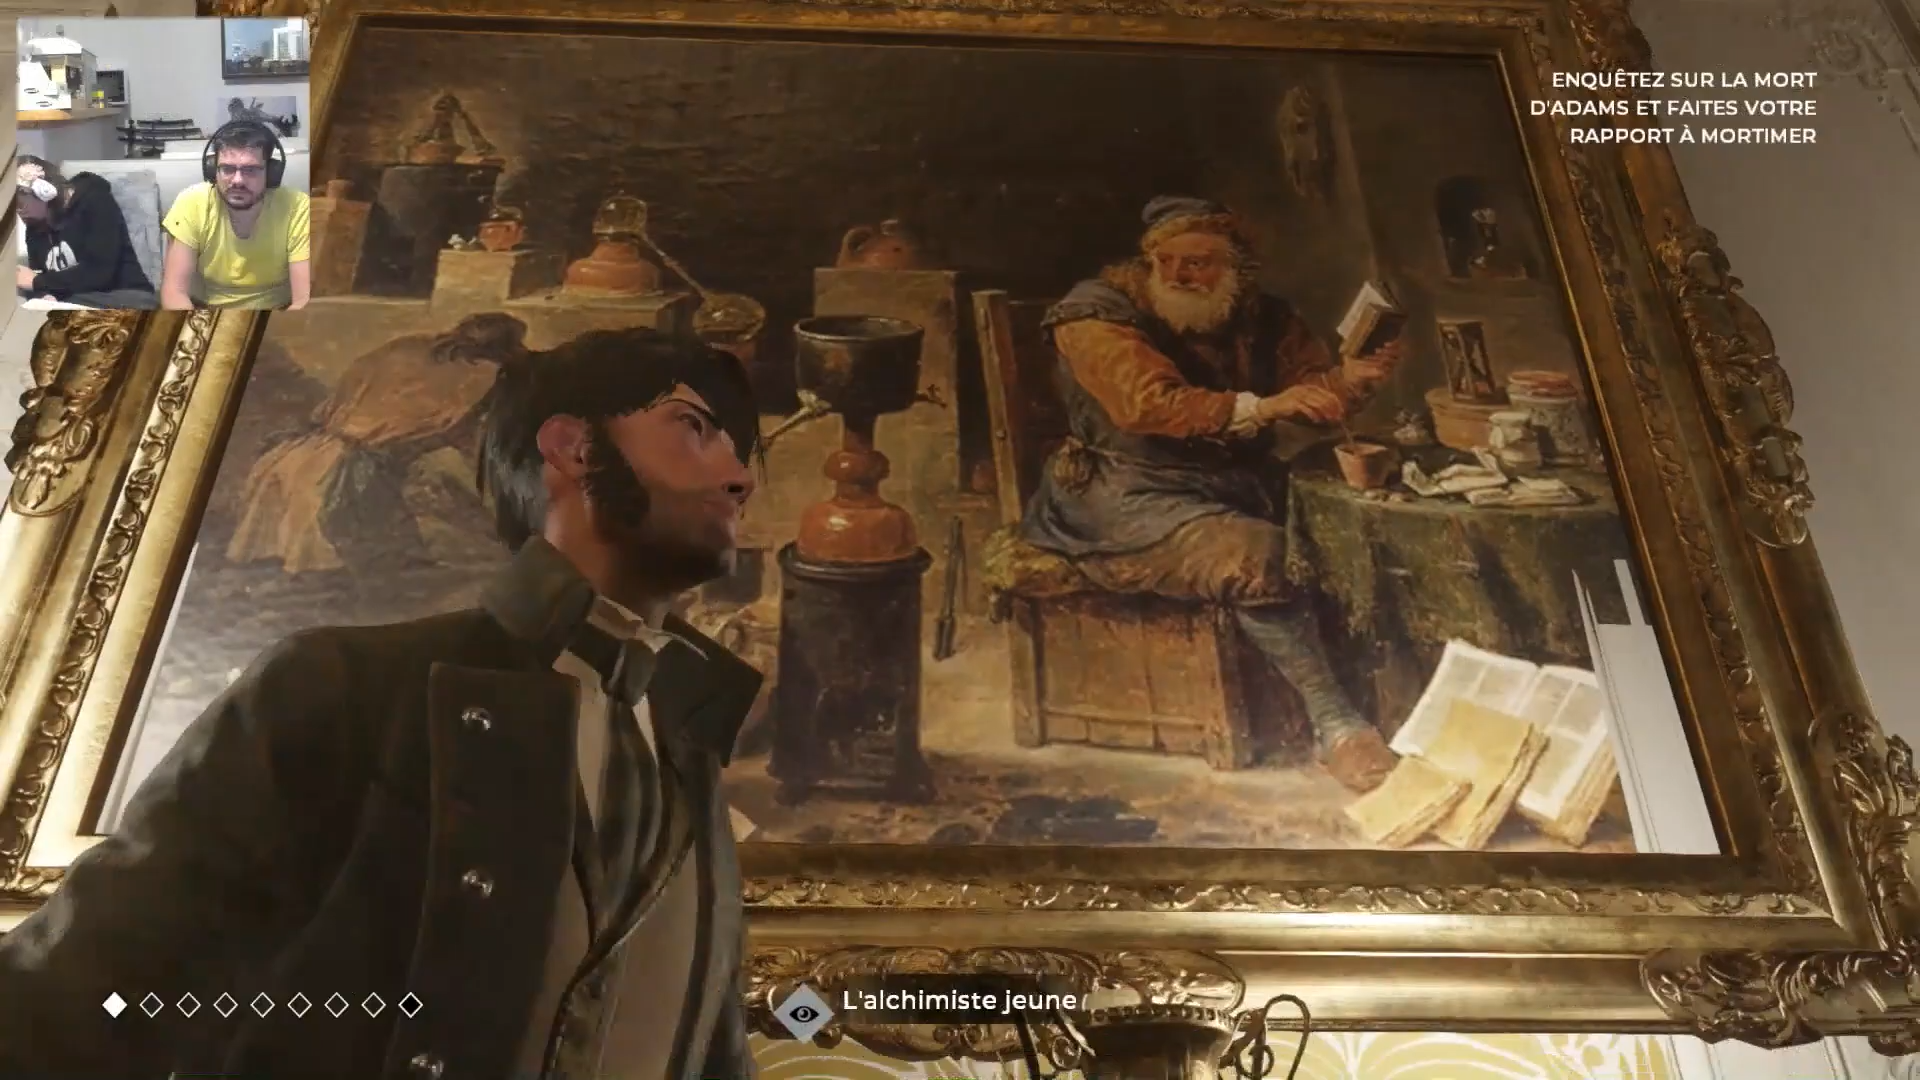 ENQUÊTEZ SUR LA MORT
D'ADAMS ET FAITES VOTRE
RAPPORT À MORTIMER
L'alchimiste jeune